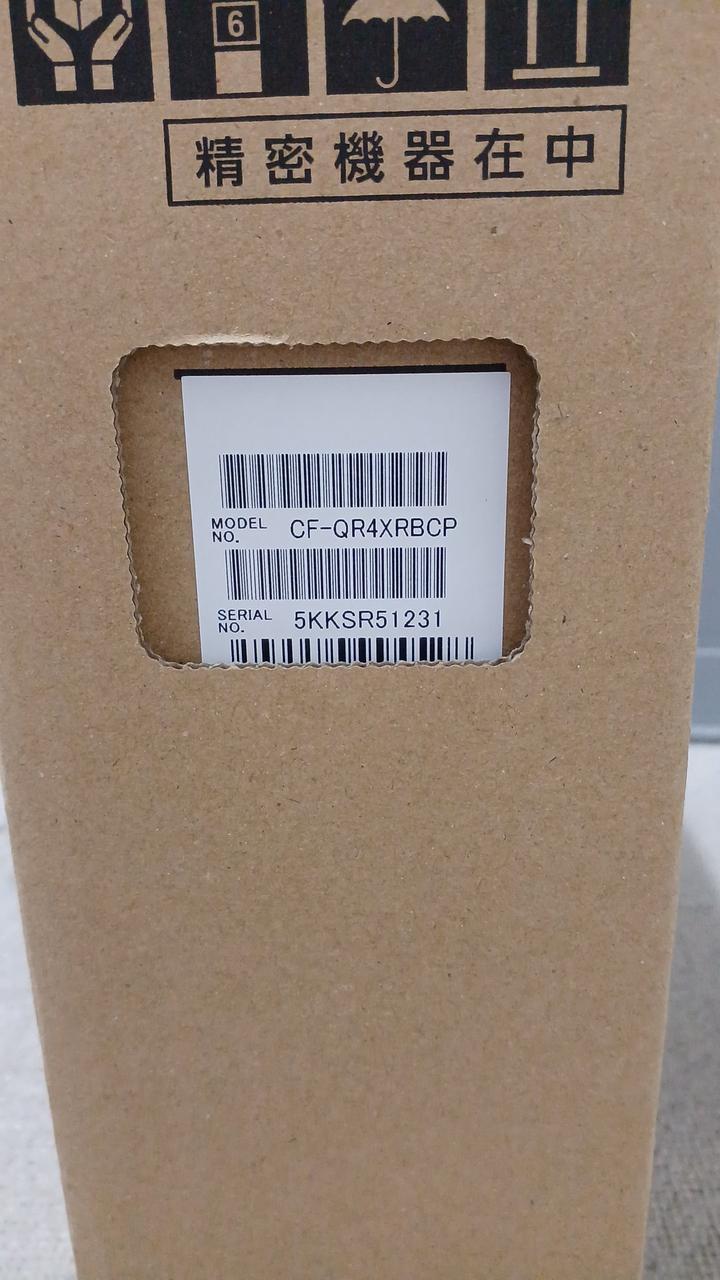 6
精密機器在中
MODEL NO. CF-QR4XRBCP
SERIAL NO. 5KKSR51231